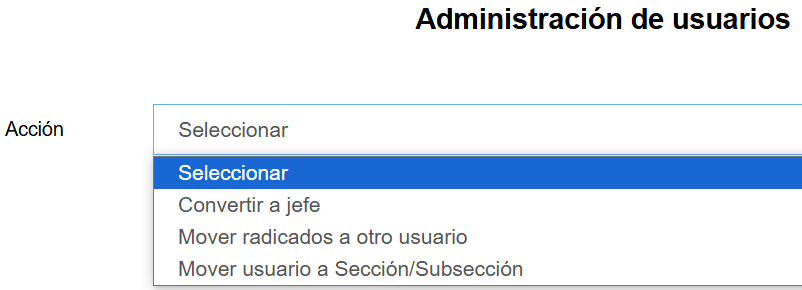 Administración de usuarios
Acción
Seleccionar
Seleccionar
Convertir a jefe
Mover radicados a otro usuario
Mover usuario a Sección/Subsección